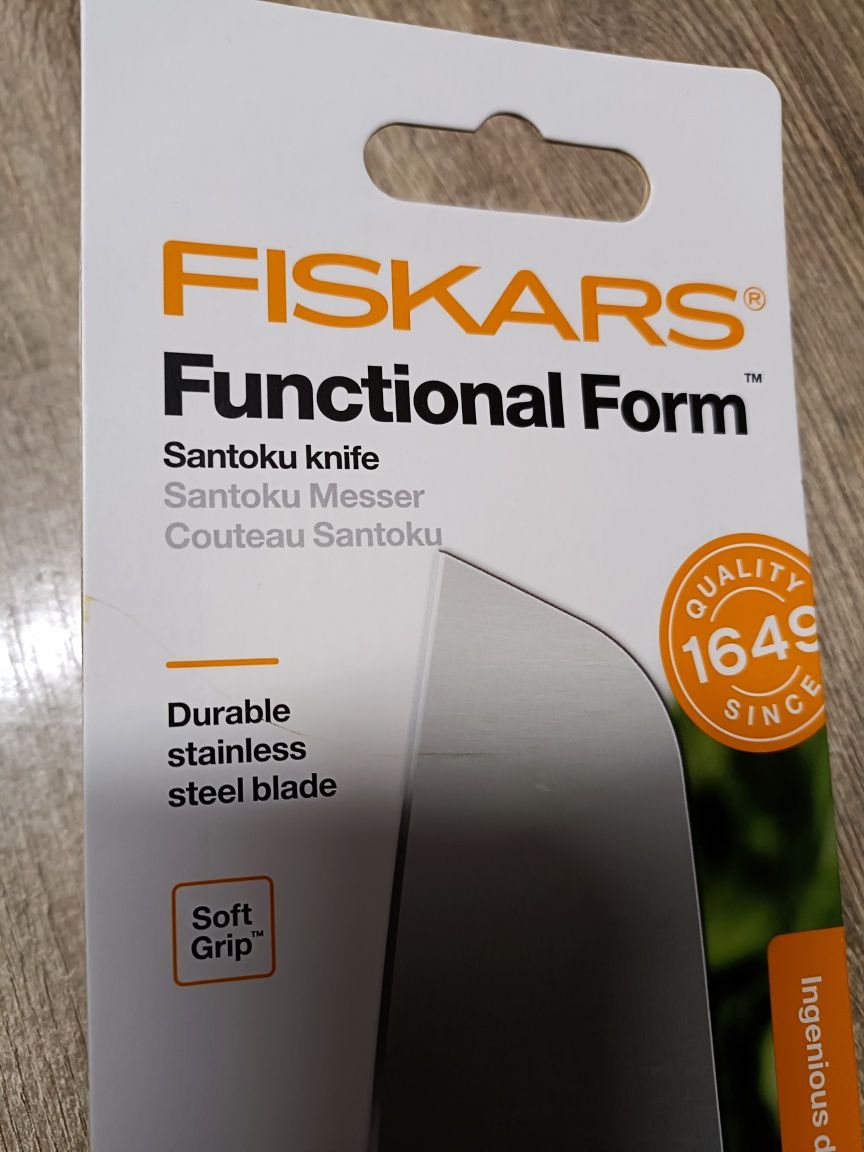 FISKARS®
Functional Form™
Santoku knife
Santoku Messer
Couteau Santoku
QUALITY
1649
SINCE
Durable
stainless
steel blade
Soft
Grip™
Ingenious